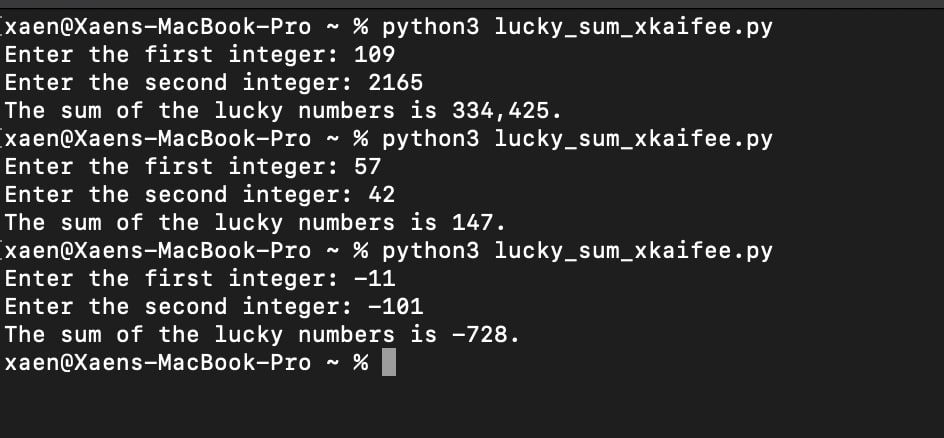 [xaen@Xaens-MacBook-Pro ~ % python3 lucky_sum_xkaifee.py
Enter the first integer: 109
Enter the second integer: 2165
The sum of the lucky numbers is 334,425.
[xaen@Xaens-MacBook-Pro ~ % python3 lucky_sum_xkaifee.py
Enter the first integer: 57
Enter the second integer: 42
The sum of the lucky numbers is 147.
[xaen@Xaens-MacBook-Pro ~ % python3 lucky_sum_xkaifee.py
Enter the first integer: -11
Enter the second integer: -101
The sum of the lucky numbers is -728.
xaen@Xaens-MacBook-Pro ~ %